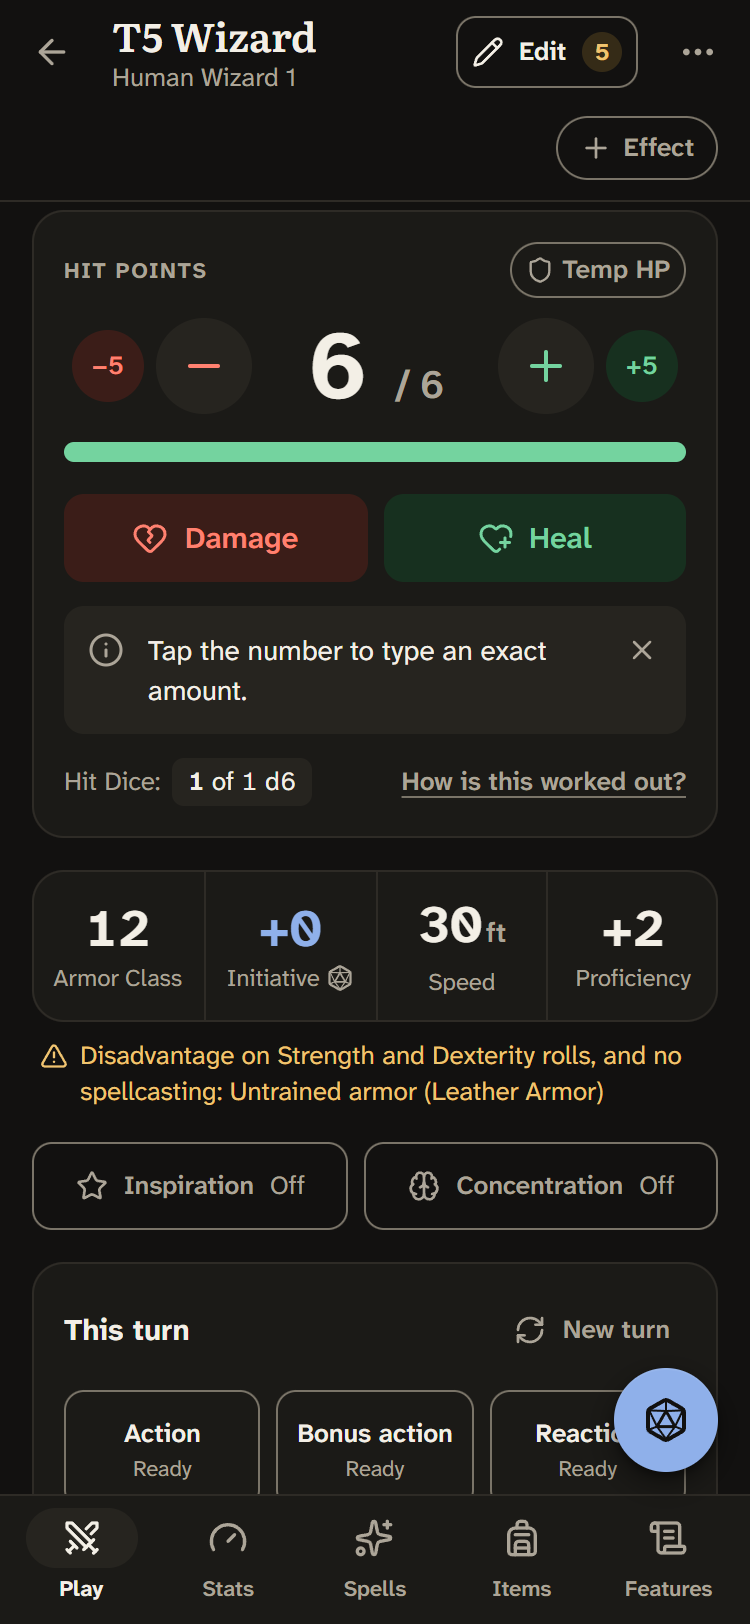 T5 Wizard
Human Wizard 1
Edit 5
Effect
HIT POINTS
Temp HP
−5
6 / 6
+5
Damage
Heal
Tap the number to type an exact
amount.
Hit Dice: 1 of 1 d6
How is this worked out?
12
Armor Class
+0
Initiative
30 ft
Speed
+2
Proficiency
Disadvantage on Strength and Dexterity rolls, and no
spellcasting: Untrained armor (Leather Armor)
Inspiration Off
Concentration Off
This turn
New turn
Action
Ready
Bonus action
Ready
Reactio
Ready
Play
Stats
Spells
Items
Features